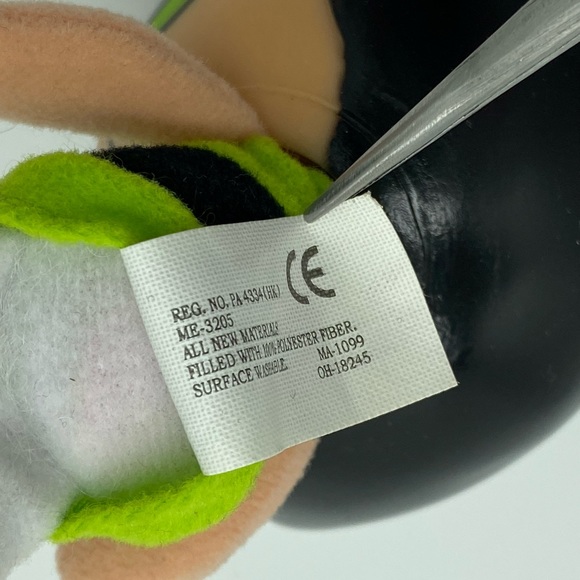 CE
REG. NO. PA-4334(HK)
ME-3205
ALL NEW MATERIALS
FILLED WITH 100% POLYESTER FIBER.
SURFACE WASHABLE. MA-1099
OH-18245